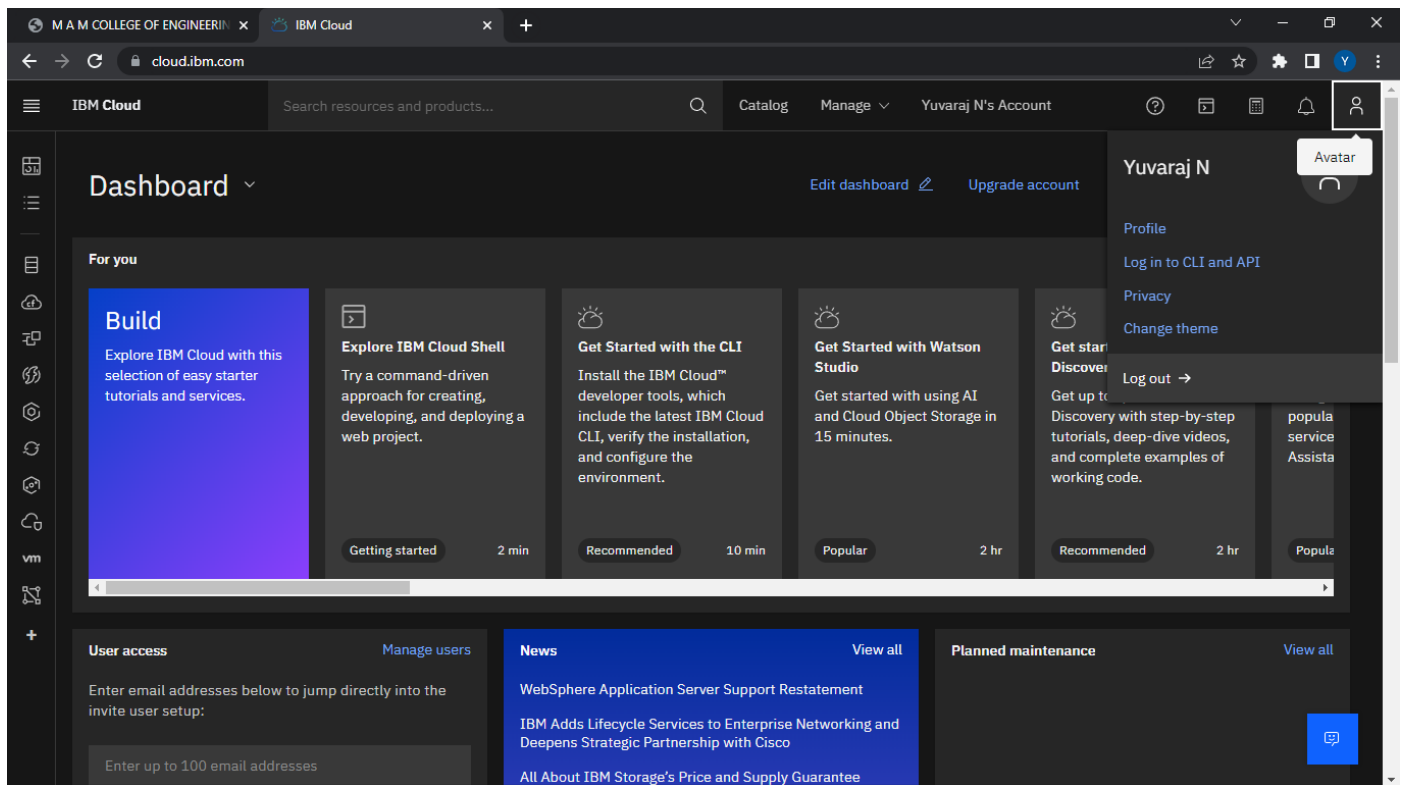 M A M COLLEGE OF ENGINEERIN
IBM Cloud
cloud.ibm.com
Y
IBM Cloud
Search resources and products...
Catalog
Manage
Yuvaraj N's Account
Avatar
Yuvaraj N
Profile
Log in to CLI and API
Privacy
Change theme
Log out →
31
vm
Dashboard
Edit dashboard
Upgrade account
For you
Build
Explore IBM Cloud with this
selection of easy starter
tutorials and services.
Explore IBM Cloud Shell
Try a command-driven
approach for creating,
developing, and deploying a
web project.
Getting started
2 min
Get Started with the CLI
Install the IBM Cloud™
developer tools, which
include the latest IBM Cloud
CLI, verify the installation,
and configure the
environment.
Recommended
10 min
Get Started with Watson
Studio
Get started with using AI
and Cloud Object Storage in
15 minutes.
Popular
2 hr
Get star
Discover
Get up to
Discovery with step-by-step
tutorials, deep-dive videos,
and complete examples of
working code.
Recommended
2 hr
popula
service
Assista
Popula
User access
Manage users
Enter email addresses below to jump directly into the
invite user setup:
Enter up to 100 email addresses
News
View all
WebSphere Application Server Support Restatement
IBM Adds Lifecycle Services to Enterprise Networking and
Deepens Strategic Partnership with Cisco
All About IBM Storage's Price and Supply Guarantee
Planned maintenance
View all